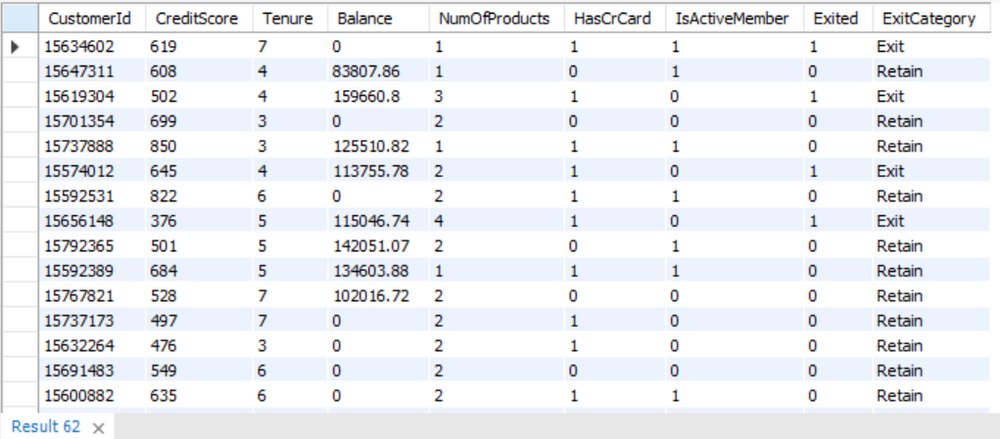 CustomerId CreditScore Tenure Balance NumOfProducts HasCrCard IsActiveMember Exited ExitCategory
15634602 619 7 0 1 1 1 1 Exit
15647311 608 4 83807.86 1 0 1 0 Retain
15619304 502 4 159660.8 3 1 0 1 Exit
15701354 699 3 0 2 0 0 0 Retain
15737888 850 3 125510.82 1 1 1 0 Retain
15574012 645 4 113755.78 2 1 0 1 Exit
15592531 822 6 0 2 1 1 0 Retain
15656148 376 5 115046.74 4 1 0 1 Exit
15792365 501 5 142051.07 2 0 1 0 Retain
15592389 684 5 134603.88 1 1 1 0 Retain
15767821 528 7 102016.72 2 0 0 0 Retain
15737173 497 7 0 2 1 0 0 Retain
15632264 476 3 0 2 1 0 0 Retain
15691483 549 6 0 2 0 0 0 Retain
15600882 635 6 0 2 1 1 0 Retain
Result 62